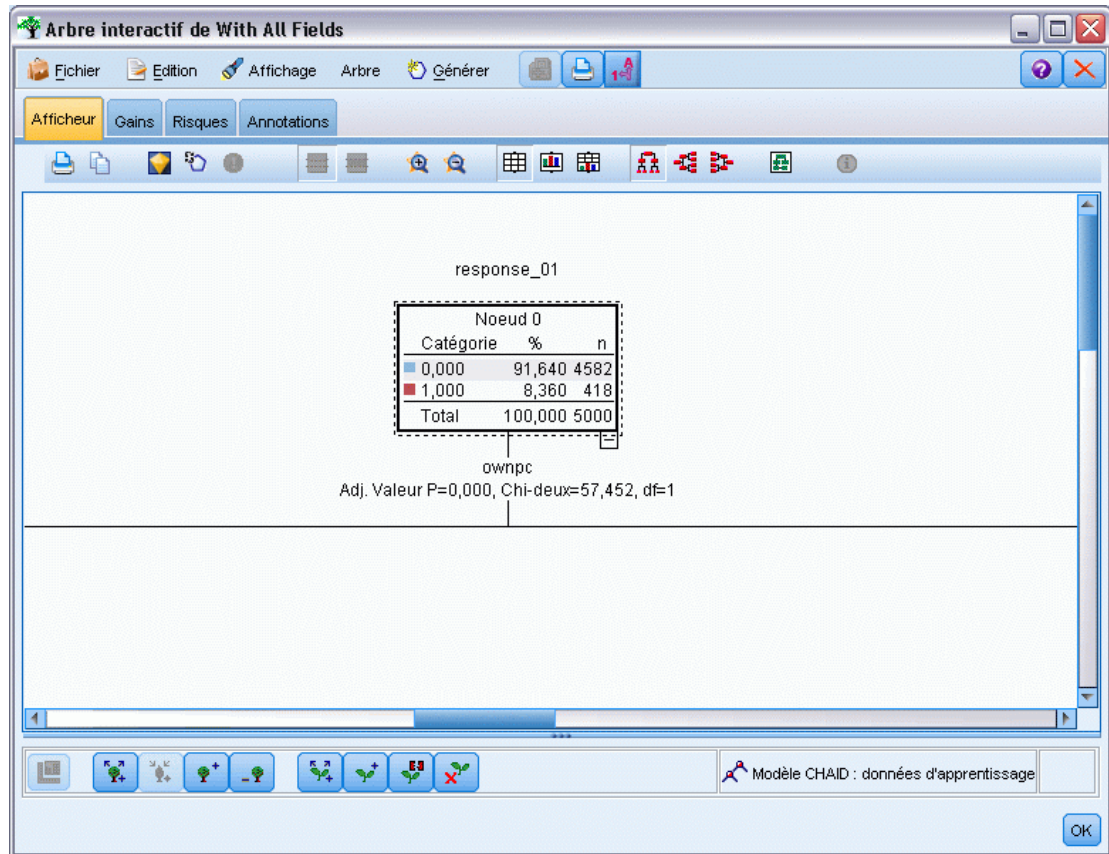 Arbre interactif de With All Fields
Fichier Edition Affichage Arbre Générer
Afficheur Gains Risques Annotations
response_01
Noeud 0
Catégorie % n
0,000 91,640 4582
1,000 8,360 418
Total 100,000 5000
ownpc
Adj. Valeur P=0,000, Chi-deux=57,452, df=1
Modèle CHAID : données d'apprentissage
OK